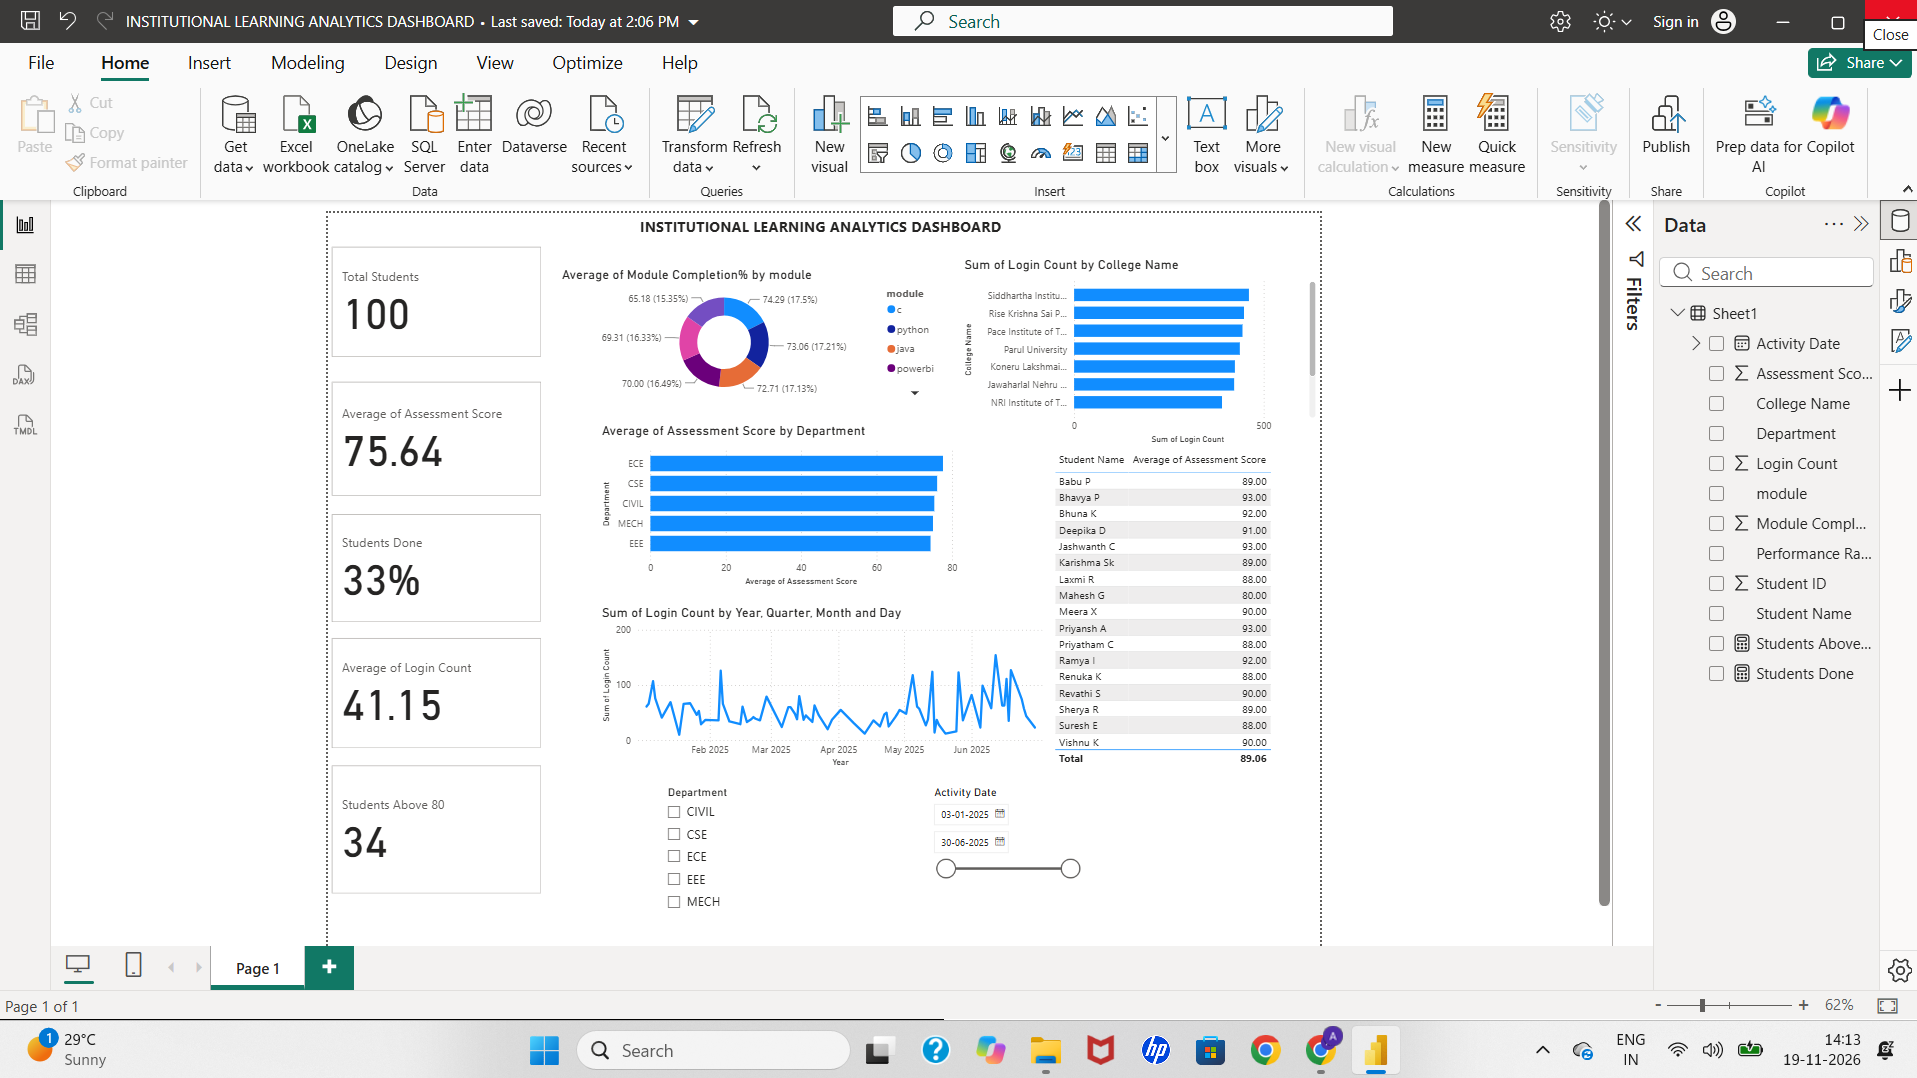 INSTITUTIONAL LEARNING ANALYTICS DASHBOARD • Last saved: Today at 2:06 PM
Search
Sign in
Close
File
Home
Insert
Modeling
Design
View
Optimize
Help
Share
Paste
Cut
Copy
Format painter
Clipboard
Get data
Excel workbook
OneLake catalog
SQL Server
Enter data
Dataverse
Recent sources
Data
Transform data
Refresh
Queries
New visual
Text box
More visuals
Insert
New visual calculation
New measure
Quick measure
Calculations
Sensitivity
Sensitivity
Publish
Share
Prep data for AI
Copilot
Copilot
INSTITUTIONAL LEARNING ANALYTICS DASHBOARD
Total Students
100
Average of Assessment Score
75.64
Students Done
33%
Average of Login Count
41.15
Students Above 80
34
Average of Module Completion% by module
65.18 (15.35%)
74.29 (17.5%)
69.31 (16.33%)
73.06 (17.21%)
70.00 (16.49%)
72.71 (17.13%)
module
c
python
java
powerbi
Sum of Login Count by College Name
College Name
Siddhartha Institu...
Rise Krishna Sai P...
Pace Institute of T...
Parul University
Koneru Lakshmai...
Jawaharlal Nehru ...
NRI Institute of T...
0 500
Sum of Login Count
Average of Assessment Score by Department
Department
ECE
CSE
CIVIL
MECH
EEE
0 20 40 60 80
Average of Assessment Score
Sum of Login Count by Year, Quarter, Month and Day
Sum of Login Count
200
100
0
Feb 2025 Mar 2025 Apr 2025 May 2025 Jun 2025
Year
Student Name Average of Assessment Score
Babu P 89.00
Bhavya P 93.00
Bhuna K 92.00
Deepika D 91.00
Jashwanth C 93.00
Karishma Sk 89.00
Laxmi R 88.00
Mahesh G 80.00
Meera X 90.00
Priyansh A 93.00
Priyatham C 88.00
Ramya I 92.00
Renuka K 88.00
Revathi S 90.00
Sherya R 89.00
Suresh E 88.00
Vishnu K 90.00
Total 89.06
Department
CIVIL
CSE
ECE
EEE
MECH
Activity Date
03-01-2025
30-06-2025
Filters
Data
Search
Sheet1
Activity Date
Assessment Sco...
College Name
Department
Login Count
module
Module Compl...
Performance Ra...
Student ID
Student Name
Students Above...
Students Done
DAX
TMDL
Page 1
Page 1 of 1
- + 62%
1
29°C
Sunny
Search
hp
A
ENG
IN
14:13
19-11-2026